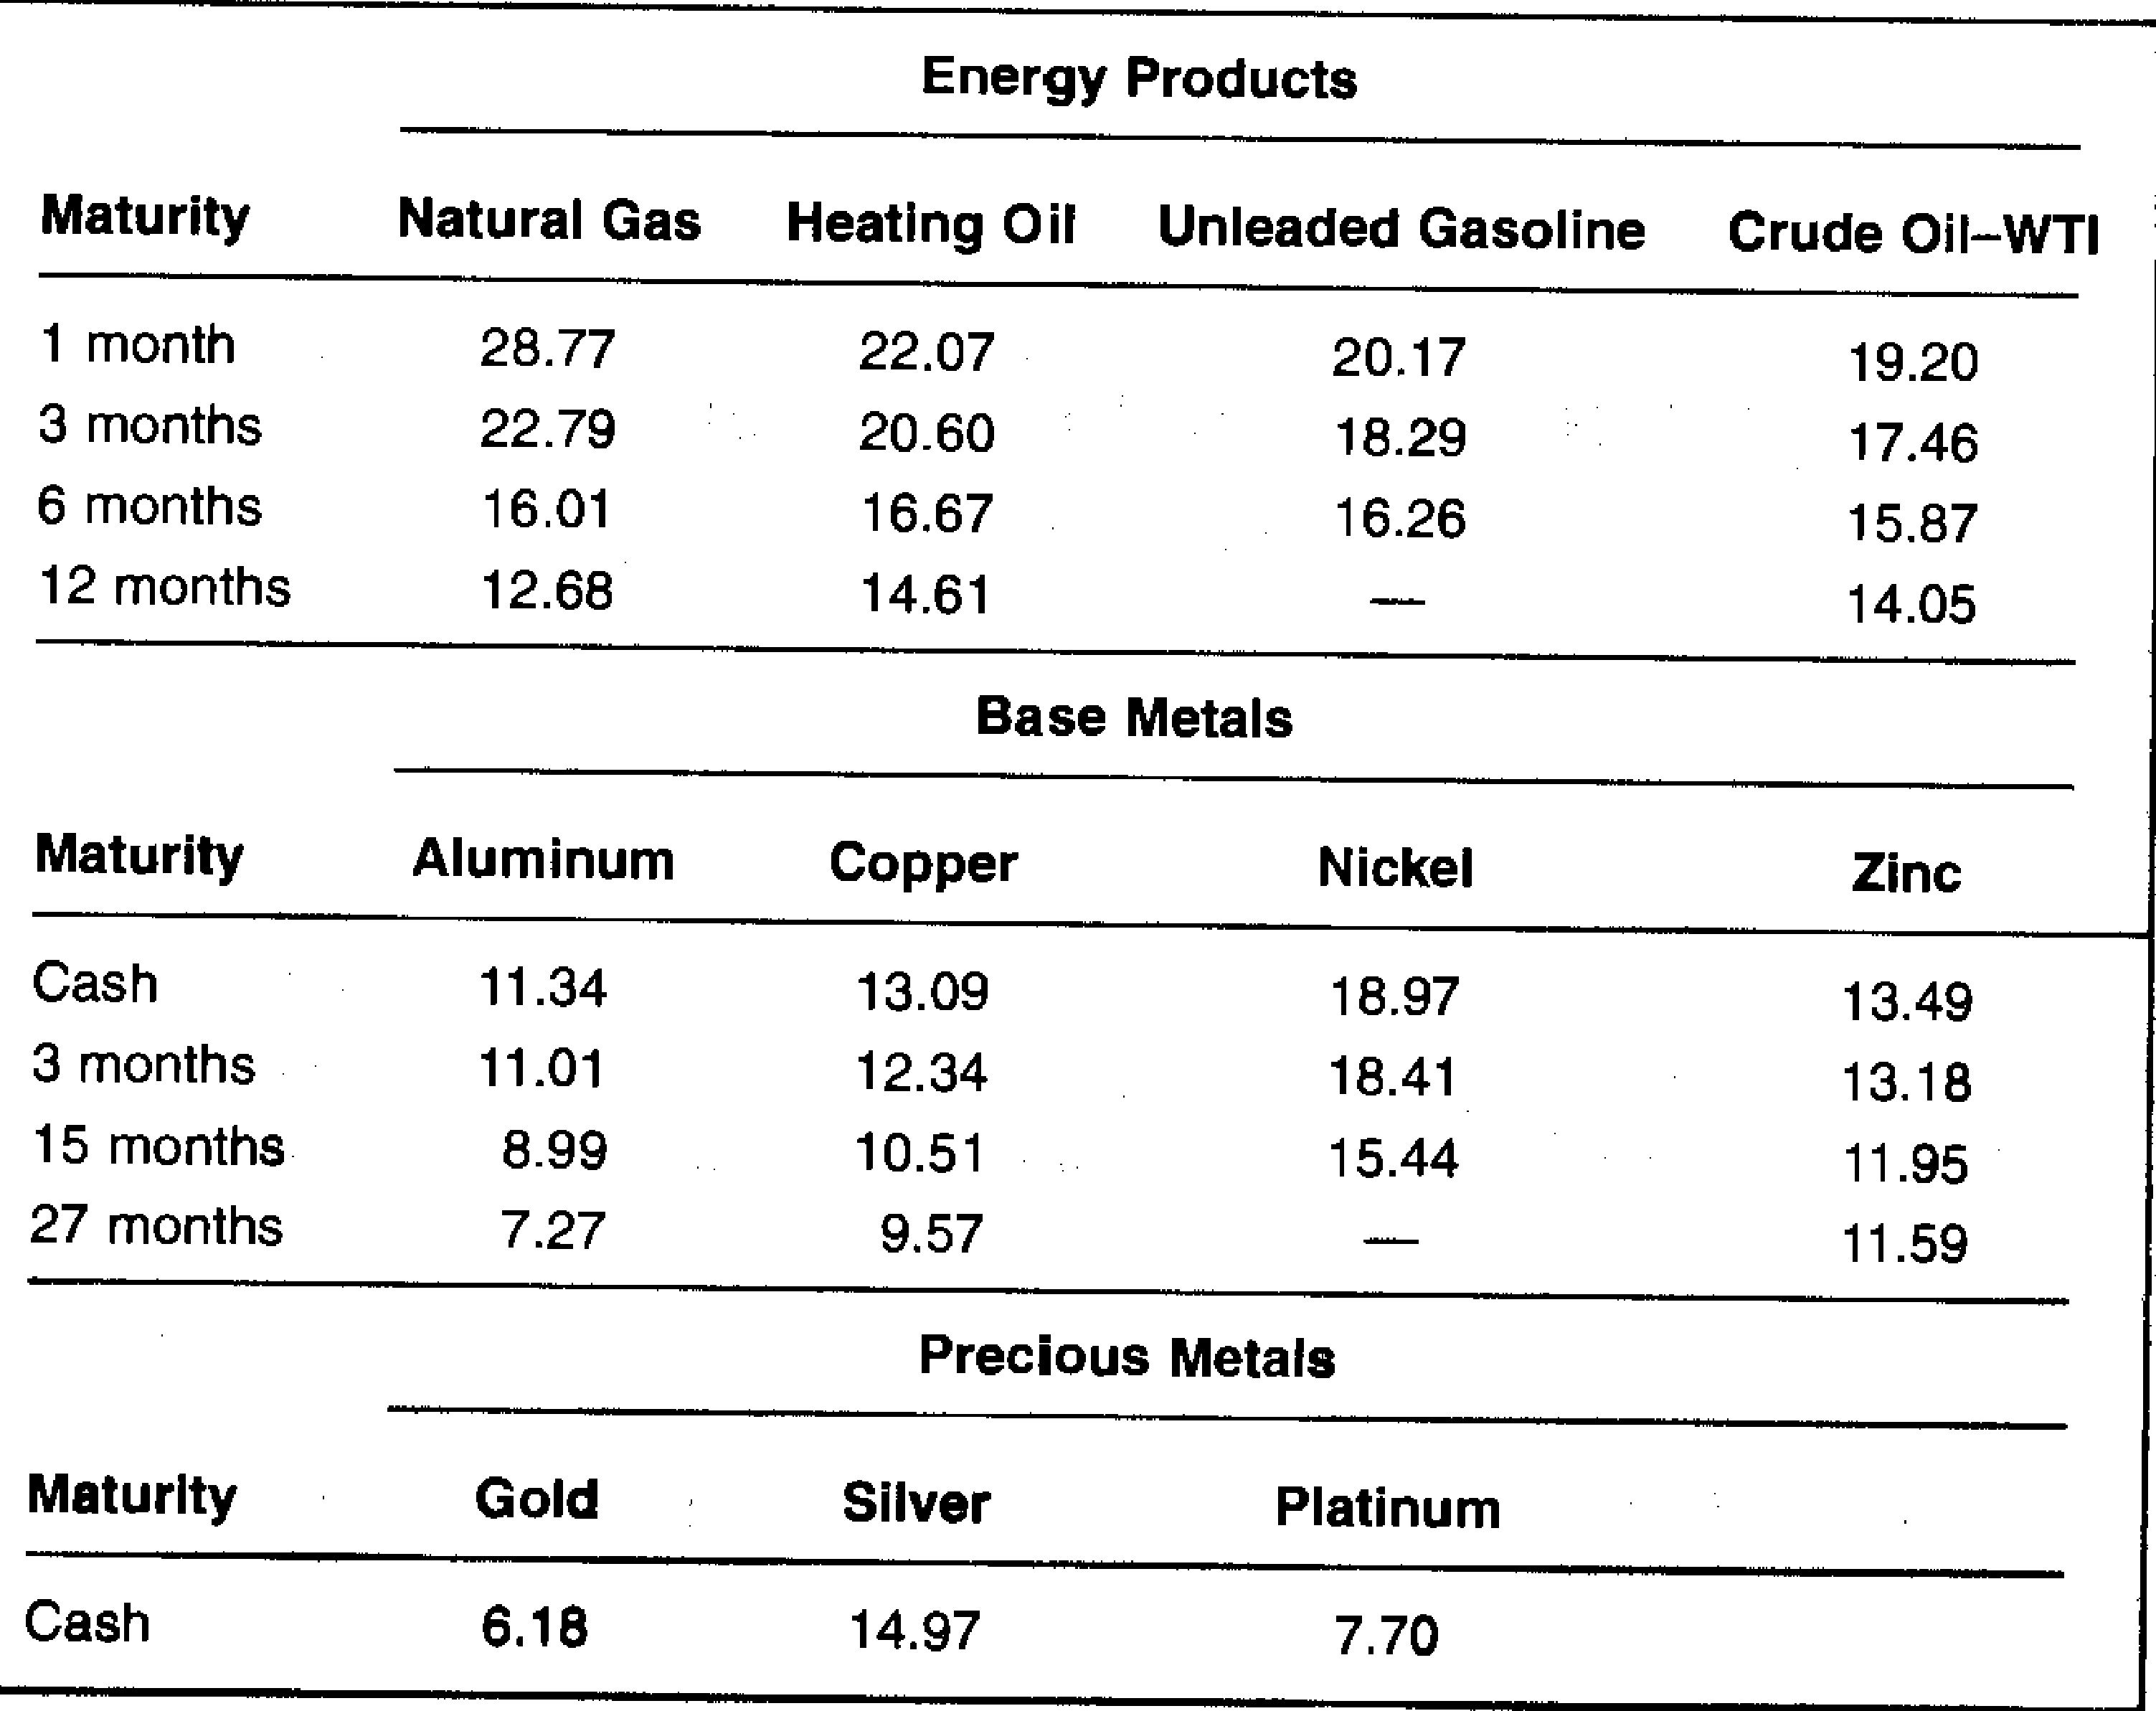 Energy Products
Maturity Natural Gas Heating Oil Unleaded Gasoline Crude Oil–WTI
1 month 28.77 22.07 20.17 19.20
3 months 22.79 20.60 18.29 17.46
6 months 16.01 16.67 16.26 15.87
12 months 12.68 14.61 — 14.05
Base Metals
Maturity Aluminum Copper Nickel Zinc
Cash 11.34 13.09 18.97 13.49
3 months 11.01 12.34 18.41 13.18
15 months 8.99 10.51 15.44 11.95
27 months 7.27 9.57 — 11.59
Precious Metals
Maturity Gold Silver Platinum
Cash 6.18 14.97 7.70